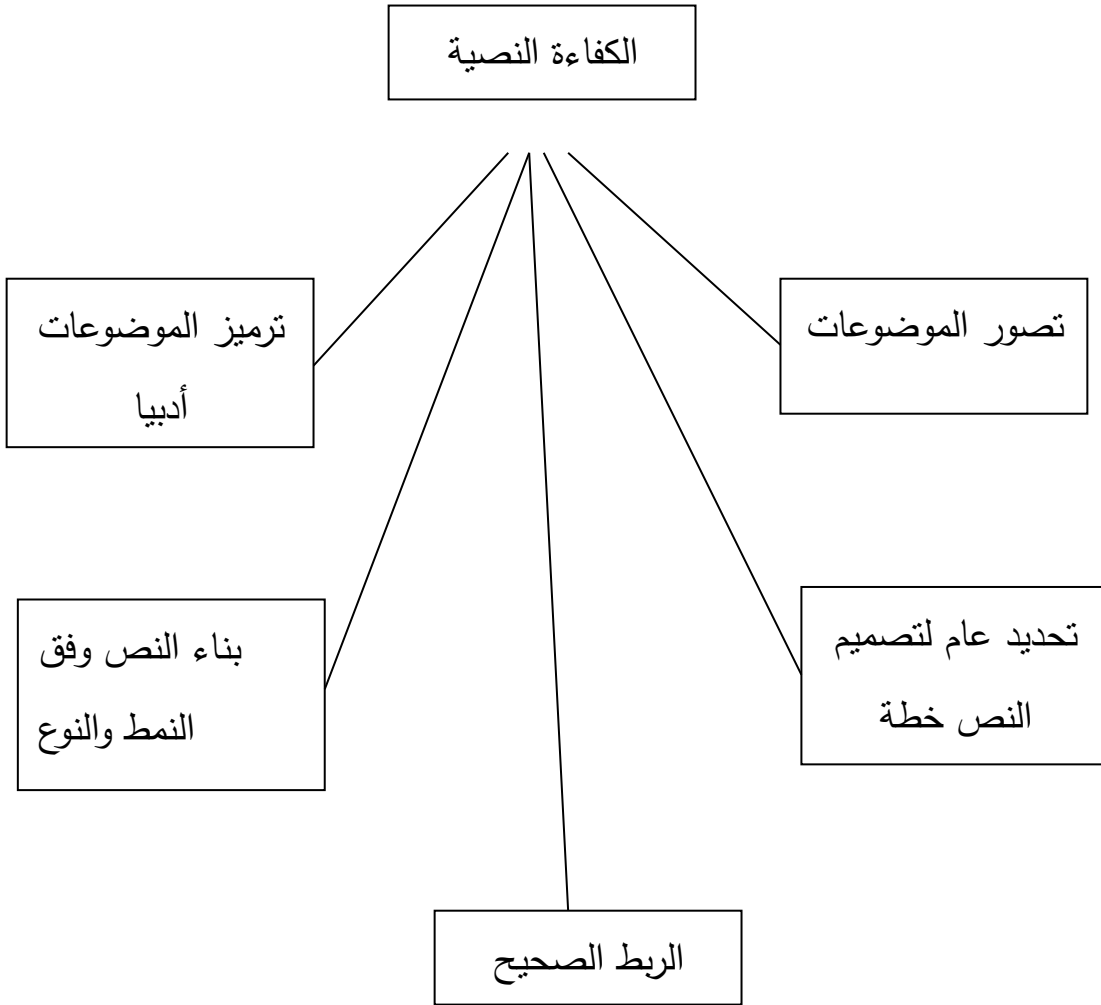 الكفاءة النصية
تصور الموضوعات
ترميز الموضوعات
أدبيا
تحديد عام لتصميم
النص خطة
بناء النص وفق
النمط والنوع
الربط الصحيح